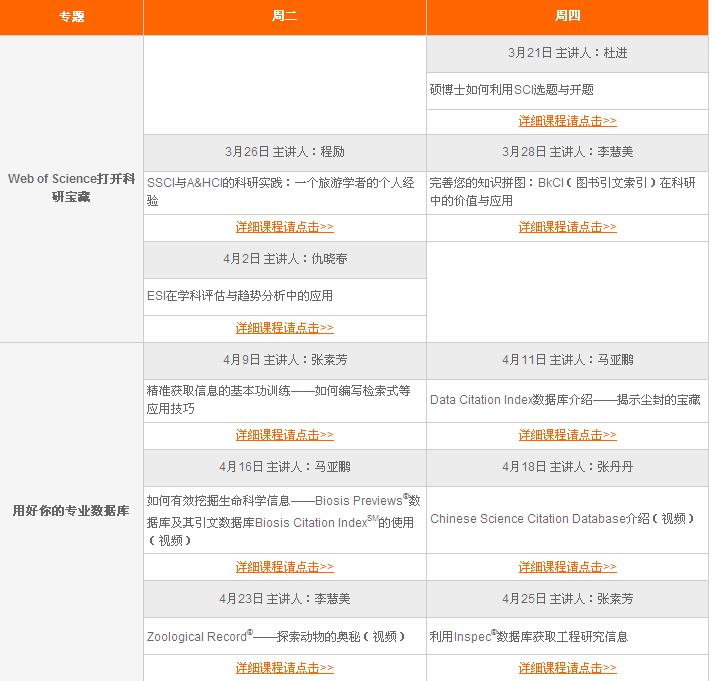 专题 周二 周四
3月21日 主讲人：杜进
硕博士如何利用SCI选题与开题
详细课程请点击>>
3月26日 主讲人：程励 3月28日 主讲人：李慧美
Web of Science打开科
研宝藏
SSCI与A&HCI的科研实践：一个旅游学者的个人经
验
完善您的知识拼图：BkCI（图书引文索引）在科研
中的价值与应用
详细课程请点击>> 详细课程请点击>>
4月2日 主讲人：仇晓春
ESI在学科评估与趋势分析中的应用
详细课程请点击>>
4月9日 主讲人：张素芳 4月11日 主讲人：马亚鹏
精准获取信息的基本功训练——如何编写检索式等
应用技巧
Data Citation Index数据库介绍——揭示尘封的宝藏
详细课程请点击>> 详细课程请点击>>
4月16日 主讲人：马亚鹏 4月18日 主讲人：张丹丹
用好你的专业数据库
如何有效挖掘生命科学信息——Biosis Previews®数
据库及其引文数据库Biosis Citation Index℠的使用
（视频）
Chinese Science Citation Database介绍（视频）
详细课程请点击>> 详细课程请点击>>
4月23日 主讲人：李慧美 4月25日 主讲人：张素芳
Zoological Record®——探索动物的奥秘（视频） 利用Inspec®数据库获取工程研究信息
详细课程请点击>> 详细课程请点击>>